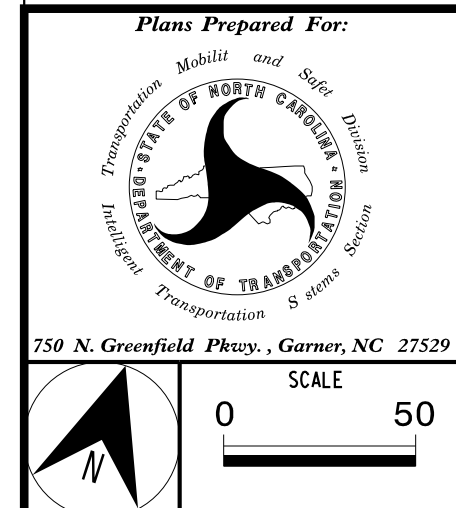 Plans Prepared For:
Transportation Mobilit and Safet Division
STATE OF NORTH CAROLINA
DEPARTMENT OF TRANSPORTATION
Intelligent Transportation S stems Section
750 N. Greenfield Pkwy. , Garner, NC 27529
N
SCALE
0 50